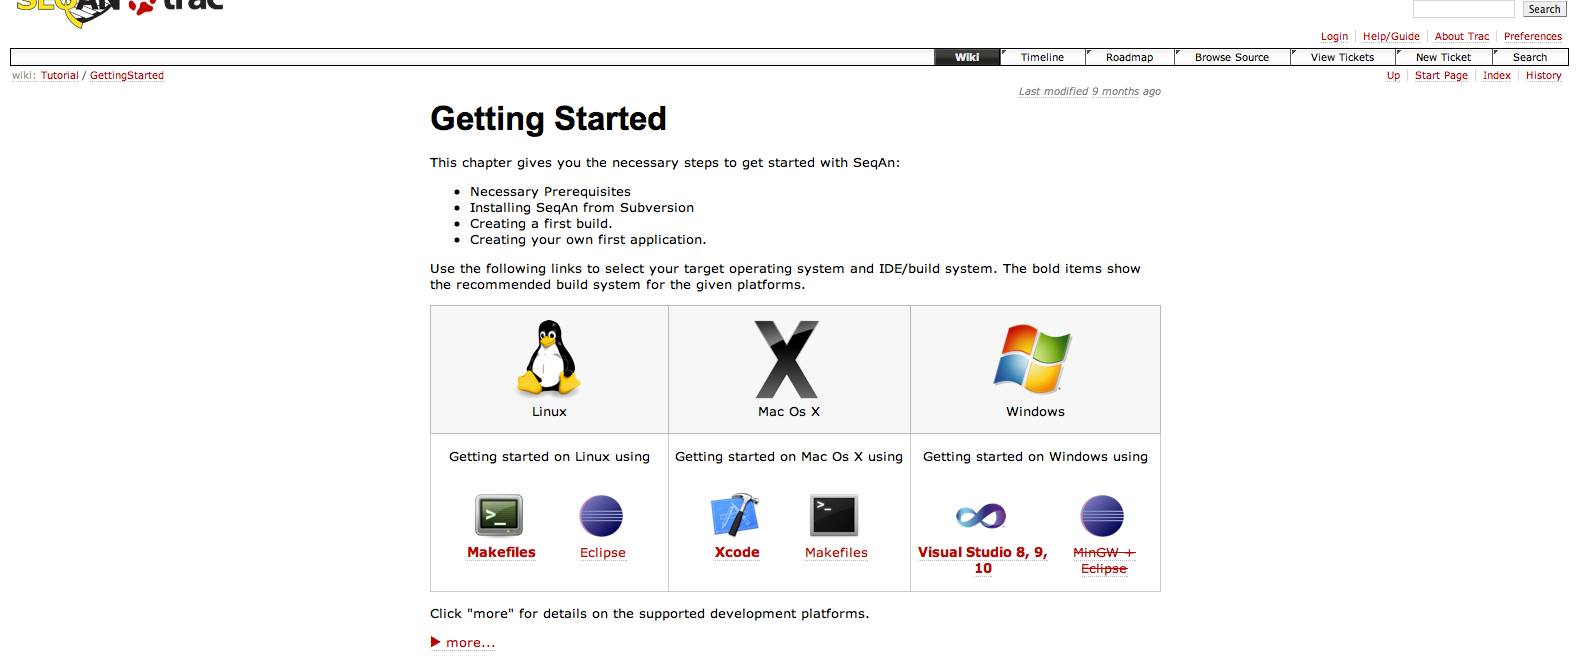 SEQAN trac
Search
Login Help/Guide About Trac Preferences
Wiki Timeline Roadmap Browse Source View Tickets New Ticket Search
wiki: Tutorial / GettingStarted
Up Start Page Index History
Last modified 9 months ago
Getting Started
This chapter gives you the necessary steps to get started with SeqAn:
• Necessary Prerequisites
• Installing SeqAn from Subversion
• Creating a first build.
• Creating your own first application.
Use the following links to select your target operating system and IDE/build system. The bold items show
the recommended build system for the given platforms.
Linux
Mac Os X
Windows
Getting started on Linux using
Getting started on Mac Os X using
Getting started on Windows using
Makefiles
Eclipse
Xcode
Makefiles
Visual Studio 8, 9,
10
MinGW +
Eclipse
Click "more" for details on the supported development platforms.
more...